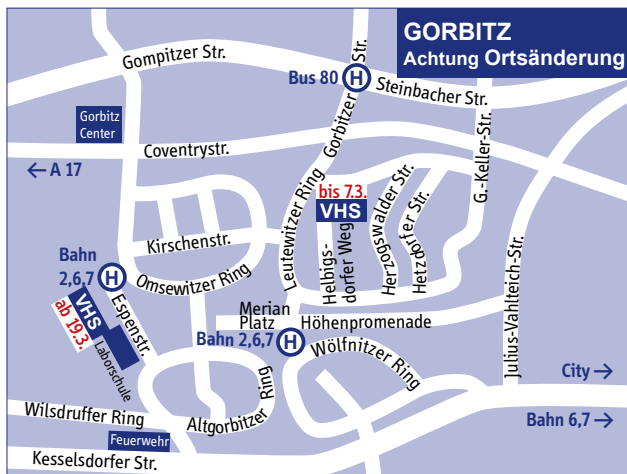 GORBITZ
Achtung Ortsänderung
Gompitzer Str.
Bus 80
H
Gorbitzer Str.
Steinbacher Str.
Gorbitz
Center
Coventrystr.
← A 17
G.-Keller-Str.
bis 7.3.
VHS
Leutewitzer Ring
Helbigs-
dorfer Weg
Herzogswalder Str.
Hetzdorfer Str.
Kirschenstr.
Bahn
2,6,7
H
Omsewitzer Ring
Julius-Vahlteich-Str.
VHS
ab 19.3.
Laborschule
Espenstr.
Merian
Platz
Höhenpromenade
Bahn 2,6,7
H
Wölfnitzer Ring
City →
Altgorbitzer Ring
Wilsdruffer Ring
Bahn 6,7 →
Feuerwehr
Kesselsdorfer Str.